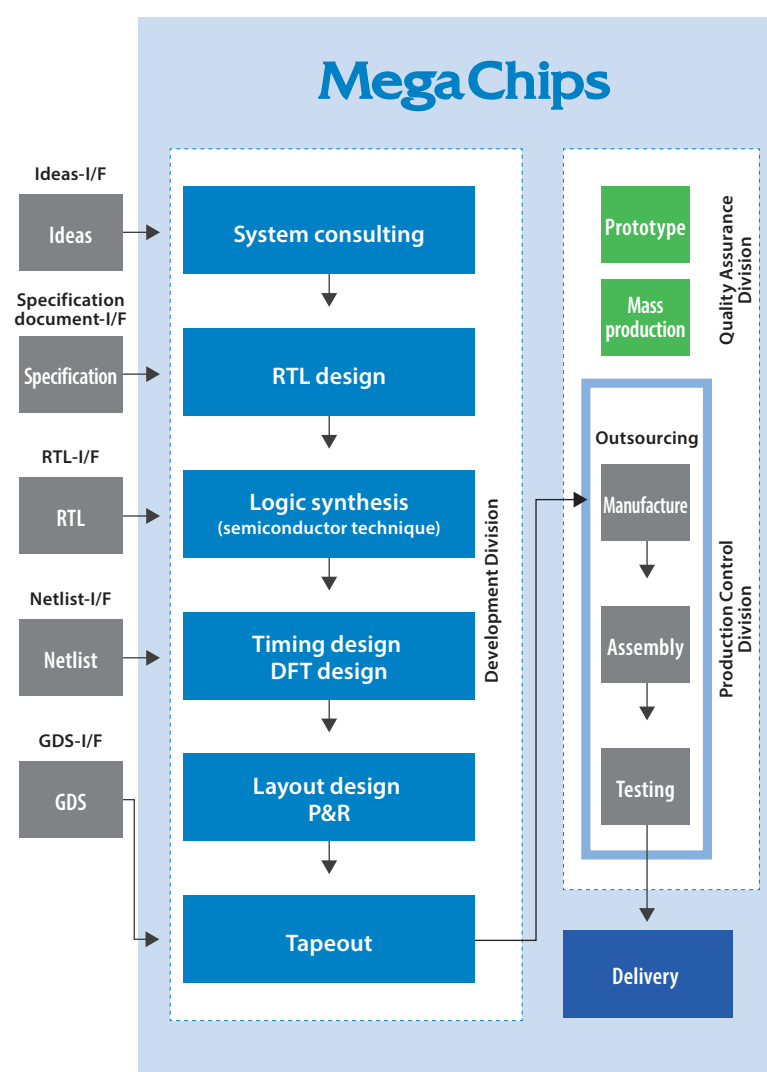 MegaChips
Ideas-I/F
Ideas
Specification
document-I/F
Specification
RTL-I/F
RTL
Netlist-I/F
Netlist
GDS-I/F
GDS
System consulting
RTL design
Logic synthesis
(semiconductor technique)
Timing design
DFT design
Layout design
P&R
Tapeout
Development Division
Prototype
Mass
production
Quality Assurance
Division
Outsourcing
Manufacture
Assembly
Testing
Production Control
Division
Delivery